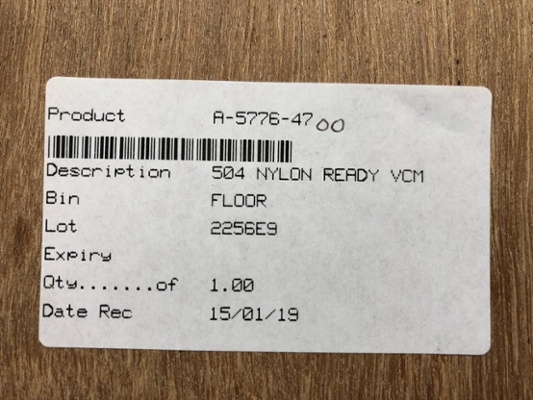 Product A-5776-4700
Description 504 NYLON READY VCM
Bin FLOOR
Lot 2256E9
Expiry
Qty.......of 1.00
Date Rec 15/01/19